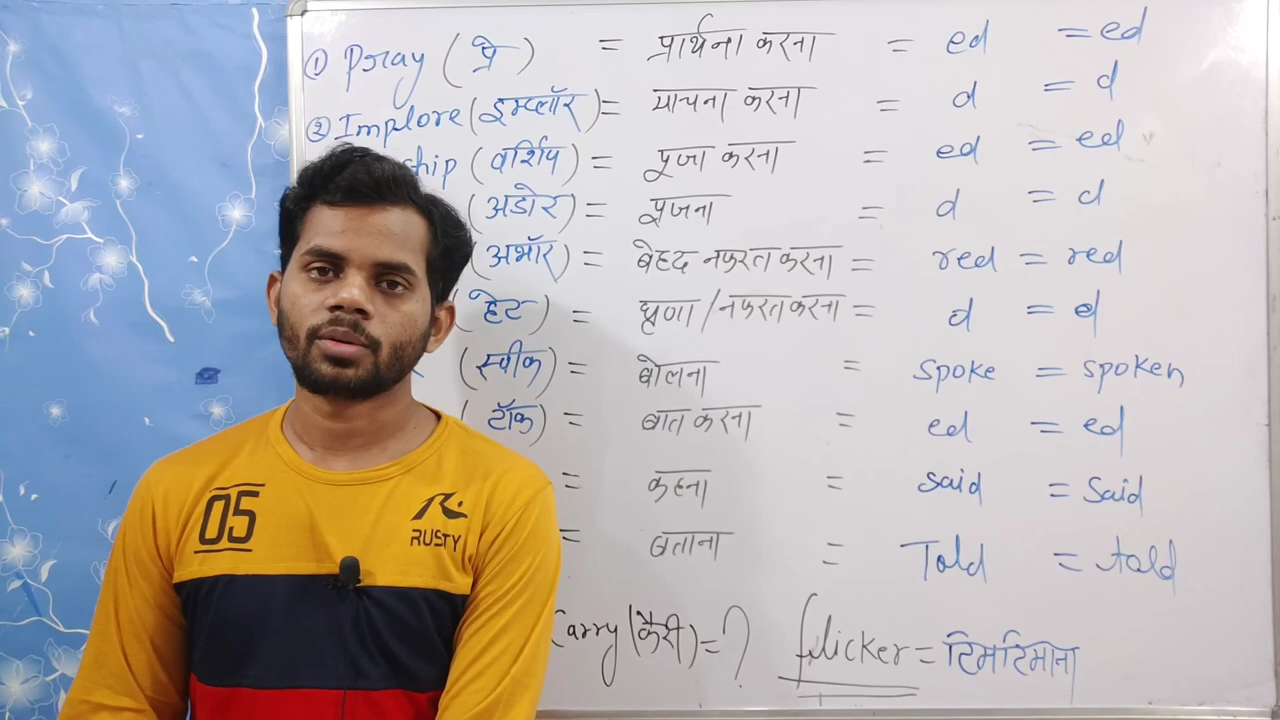 ① Pray (प्रे) = प्रार्थना करना = ed = ed
② Implore (इम्प्लॉर) = याचना करना = d = d
ship (वर्शिप) = पूजा करना = ed = ed
(अडोर) = पूजना = d = d
(अभॉर) = बेहद नफरत करना = red = red
(हेट) = घृणा/नफरत करना = d = d
(स्पीक) = बोलना = spoke = spoken
(टॉक) = बात करना = ed = ed
= कहना = said = Said
= बताना = Told = told
Carry (कैरी) = ? flicker = टिमटिमाना
05
RUSTY